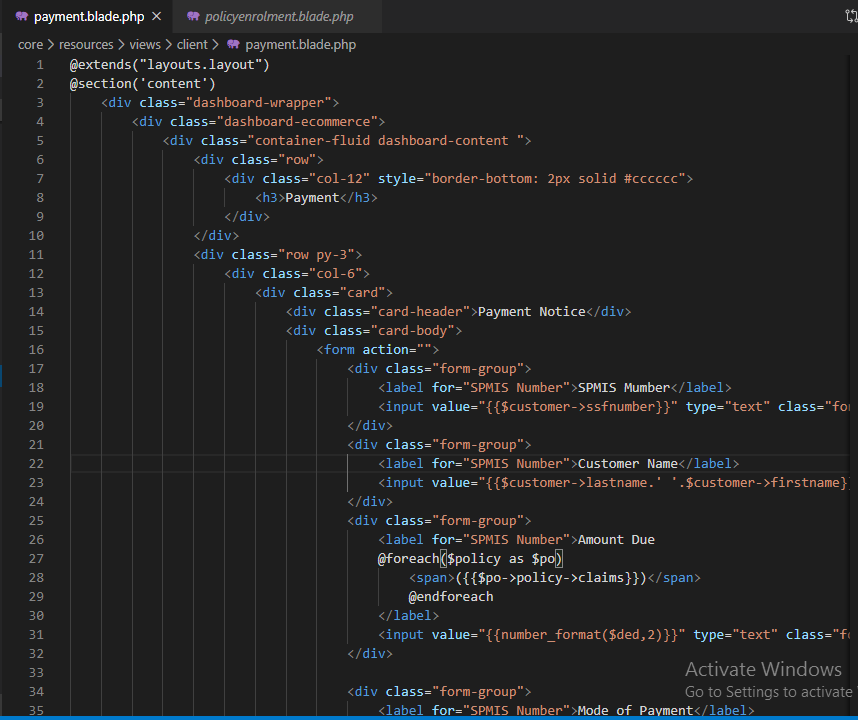 payment.blade.php × policyenrolment.blade.php
core > resources > views > client > payment.blade.php
1 @extends("layouts.layout")
2 @section('content')
3 <div class="dashboard-wrapper">
4 <div class="dashboard-ecommerce">
5 <div class="container-fluid dashboard-content ">
6 <div class="row">
7 <div class="col-12" style="border-bottom: 2px solid #cccccc">
8 <h3>Payment</h3>
9 </div>
10 </div>
11 <div class="row py-3">
12 <div class="col-6">
13 <div class="card">
14 <div class="card-header">Payment Notice</div>
15 <div class="card-body">
16 <form action="">
17 <div class="form-group">
18 <label for="SPMIS Number">SPMIS Mumber</label>
19 <input value="{{$customer->ssfnumber}}" type="text" class="fo
20 </div>
21 <div class="form-group">
22 <label for="SPMIS Number">Customer Name</label>
23 <input value="{{$customer->lastname.' '.$customer->firstname}
24 </div>
25 <div class="form-group">
26 <label for="SPMIS Number">Amount Due
27 @foreach($policy as $po)
28 <span>({{$po->policy->claims}})</span>
29 @endforeach
30 </label>
31 <input value="{{number_format($ded,2)}}" type="text" class="f
32 </div>
33
34 <div class="form-group">
35 <label for="SPMIS Number">Mode of Payment</label>
Activate Windows
Go to Settings to activate